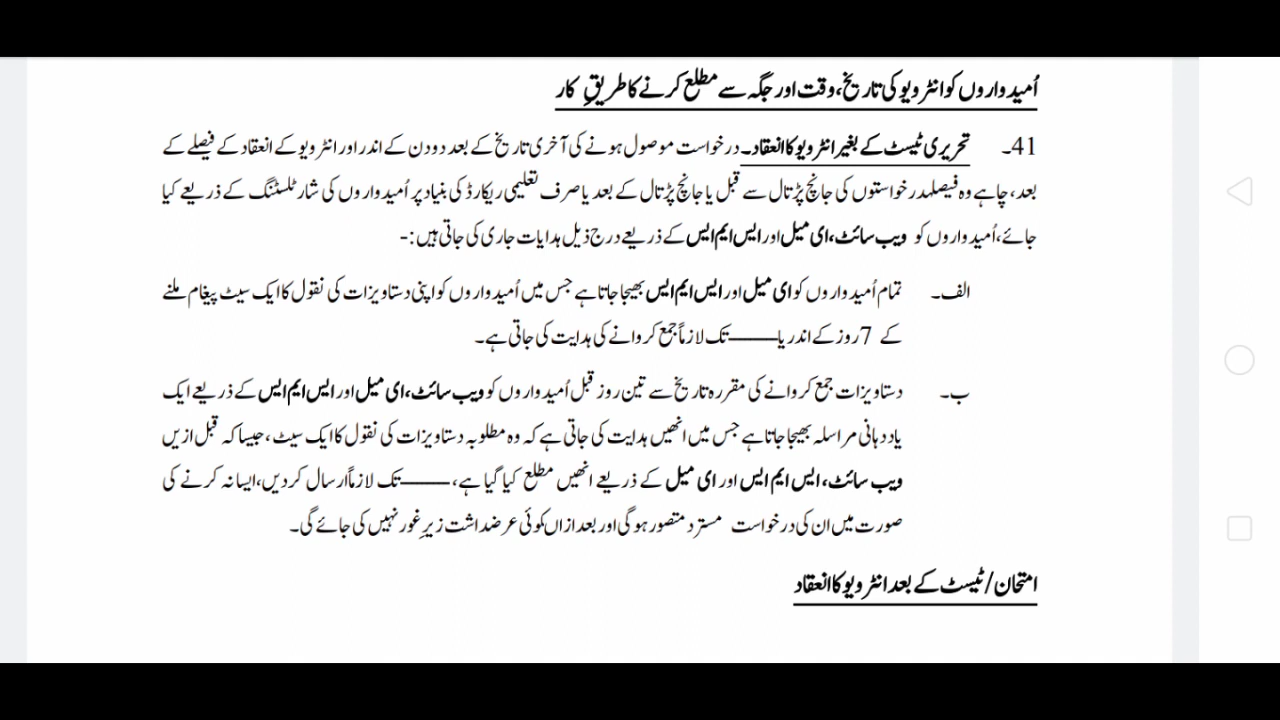 اُمیدواروں کو انٹرویو کی تاریخ، وقت اور جگہ سے مطلع کرنے کا طریقِ کار
41۔ تحریری ٹیسٹ کے بغیر انٹرویو کا انعقاد۔ درخواست موصول ہونے کی آخری تاریخ کے بعد دو دن کے اندر اور انٹرویو کے انعقاد کے فیصلے کے
بعد، چاہے وہ فیصلہ درخواستوں کی جانچ پڑتال سے قبل یا جانچ پڑتال کے بعد یا صرف تعلیمی ریکارڈ کی بنیاد پر اُمیدواروں کی شارٹ لسٹنگ کے ذریعے کیا
جائے، اُمیدواروں کو ویب سائٹ، ای میل اور ایس ایم ایس کے ذریعے درج ذیل ہدایات جاری کی جاتی ہیں :-
الف۔ تمام اُمیدواروں کو ای میل اور ایس ایم ایس بھیجا جاتا ہے جس میں اُمیدواروں کو اپنی دستاویزات کی نقول کا ایک سیٹ پیغام ملنے
کے 7 روز کے اندر یا ـــــــــــ تک لازماً جمع کروانے کی ہدایت کی جاتی ہے۔
ب۔ دستاویزات جمع کروانے کی مقررہ تاریخ سے تین روز قبل اُمیدواروں کو ویب سائٹ، ای میل اور ایس ایم ایس کے ذریعے ایک
یاددہانی مراسلہ بھیجا جاتا ہے جس میں انھیں ہدایت کی جاتی ہے کہ وہ مطلوبہ دستاویزات کی نقول کا ایک سیٹ، جیسا کہ قبل ازیں
ویب سائٹ، ایس ایم ایس اور ای میل کے ذریعے انھیں مطلع کیا گیا ہے، ـــــــــــ تک لازماً ارسال کر دیں، ایسا نہ کرنے کی
صورت میں ان کی درخواست مسترد متصور ہوگی اور بعد ازاں کوئی عرضداشت زیرِ غور نہیں کی جائے گی۔
امتحان/ٹیسٹ کے بعد انٹرویو کا انعقاد